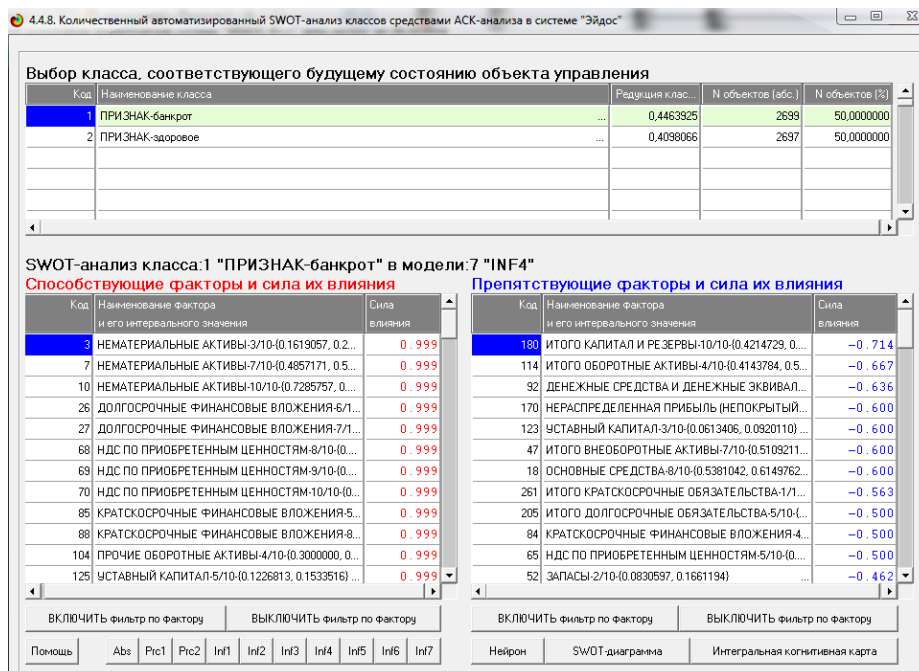 4.4.8. Количественный автоматизированный SWOT-анализ классов средствами АСК-анализа в системе "Эйдос"
Выбор класса, соответствующего будущему состоянию объекта управления
Код Наименование класса Редукция клас... N объектов (абс.) N объектов (%)
1 ПРИЗНАК-банкрот ... 0,4463925 2699 50,0000000
2 ПРИЗНАК-здоровое ... 0,4098066 2697 50,0000000
SWOT-анализ класса:1 "ПРИЗНАК-банкрот" в модели:7 "INF4"
Способствующие факторы и сила их влияния
Код Наименование фактора и его интервального значения Сила влияния
3 НЕМАТЕРИАЛЬНЫЕ АКТИВЫ-3/10-{0.1619057, 0.2... 0.999
7 НЕМАТЕРИАЛЬНЫЕ АКТИВЫ-7/10-{0.4857171, 0.5... 0.999
10 НЕМАТЕРИАЛЬНЫЕ АКТИВЫ-10/10-{0.7285757, 0.... 0.999
26 ДОЛГОСРОЧНЫЕ ФИНАНСОВЫЕ ВЛОЖЕНИЯ-6/1... 0.999
27 ДОЛГОСРОЧНЫЕ ФИНАНСОВЫЕ ВЛОЖЕНИЯ-7/1... 0.999
68 НДС ПО ПРИОБРЕТЕННЫМ ЦЕННОСТЯМ-8/10-{0.... 0.999
69 НДС ПО ПРИОБРЕТЕННЫМ ЦЕННОСТЯМ-9/10-{0.... 0.999
70 НДС ПО ПРИОБРЕТЕННЫМ ЦЕННОСТЯМ-10/10-{0... 0.999
85 КРАТКОСРОЧНЫЕ ФИНАНСОВЫЕ ВЛОЖЕНИЯ-5... 0.999
88 КРАТКОСРОЧНЫЕ ФИНАНСОВЫЕ ВЛОЖЕНИЯ-8... 0.999
104 ПРОЧИЕ ОБОРОТНЫЕ АКТИВЫ-4/10-{0.3000000, 0... 0.999
125 УСТАВНЫЙ КАПИТАЛ-5/10-{0.1226813, 0.1533516} ... 0.999
Препятствующие факторы и сила их влияния
Код Наименование фактора и его интервального значения Сила влияния
180 ИТОГО КАПИТАЛ И РЕЗЕРВЫ-10/10-{0.4214729, 0.... -0.714
114 ИТОГО ОБОРОТНЫЕ АКТИВЫ-4/10-{0.4143784, 0.5... -0.667
92 ДЕНЕЖНЫЕ СРЕДСТВА И ДЕНЕЖНЫЕ ЭКВИВАЛ... -0.636
170 НЕРАСПРЕДЕЛЕННАЯ ПРИБЫЛЬ (НЕПОКРЫТЫЙ... -0.600
123 УСТАВНЫЙ КАПИТАЛ-3/10-{0.0613406, 0.0920110} ... -0.600
47 ИТОГО ВНЕОБОРОТНЫЕ АКТИВЫ-7/10-{0.5109211... -0.600
18 ОСНОВНЫЕ СРЕДСТВА-8/10-{0.5381042, 0.6149762... -0.600
261 ИТОГО КРАТКОСРОЧНЫЕ ОБЯЗАТЕЛЬСТВА-1/1... -0.563
205 ИТОГО ДОЛГОСРОЧНЫЕ ОБЯЗАТЕЛЬСТВА-5/10-{... -0.500
84 КРАТКОСРОЧНЫЕ ФИНАНСОВЫЕ ВЛОЖЕНИЯ-4... -0.500
65 НДС ПО ПРИОБРЕТЕННЫМ ЦЕННОСТЯМ-5/10-{0.... -0.500
52 ЗАПАСЫ-2/10-{0.0830597, 0.1661194} ... -0.462
ВКЛЮЧИТЬ фильтр по фактору ВЫКЛЮЧИТЬ фильтр по фактору ВКЛЮЧИТЬ фильтр по фактору ВЫКЛЮЧИТЬ фильтр по фактору
Помощь Abs Prc1 Prc2 Inf1 Inf2 Inf3 Inf4 Inf5 Inf6 Inf7 Нейрон SWOT-диаграмма Интегральная когнитивная карта